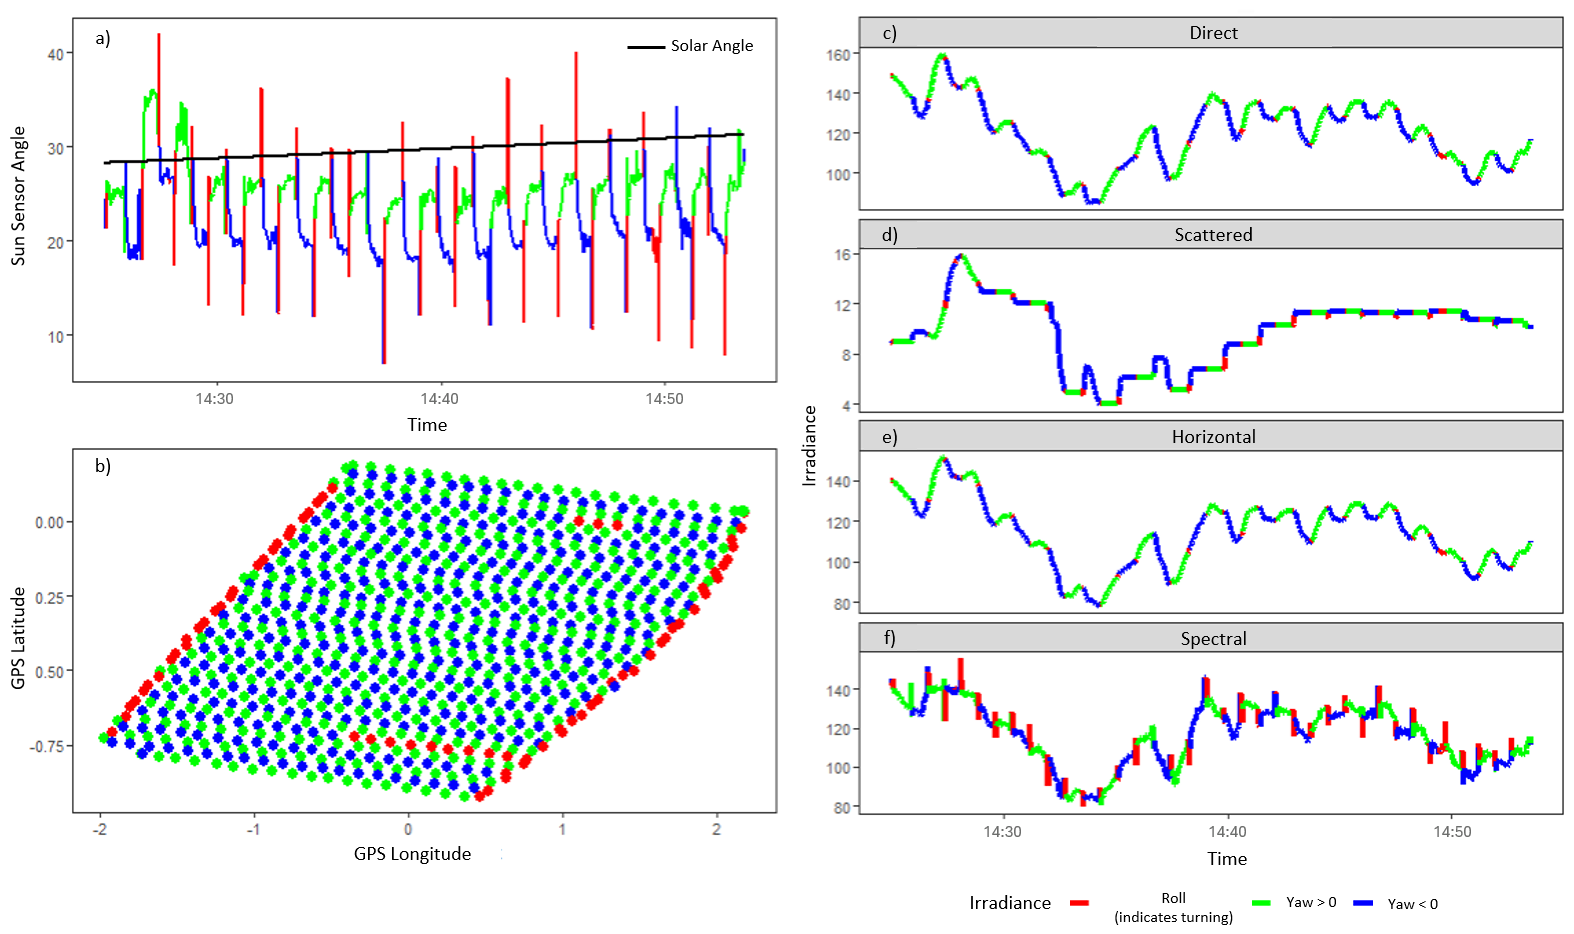 a)
Solar Angle
40
30
20
10
Sun Sensor Angle
14:30
14:40
14:50
Time
b)
0.00
0.25
0.50
-0.75
GPS Latitude
-2
-1
0
1
2
GPS Longitude
c)
Direct
160
140
120
100
d)
Scattered
16
12
8
4
Irradiance
e)
Horizontal
140
120
100
80
f)
Spectral
140
120
100
80
14:30
14:40
14:50
Time
Irradiance
Roll
(indicates turning)
Yaw > 0
Yaw < 0